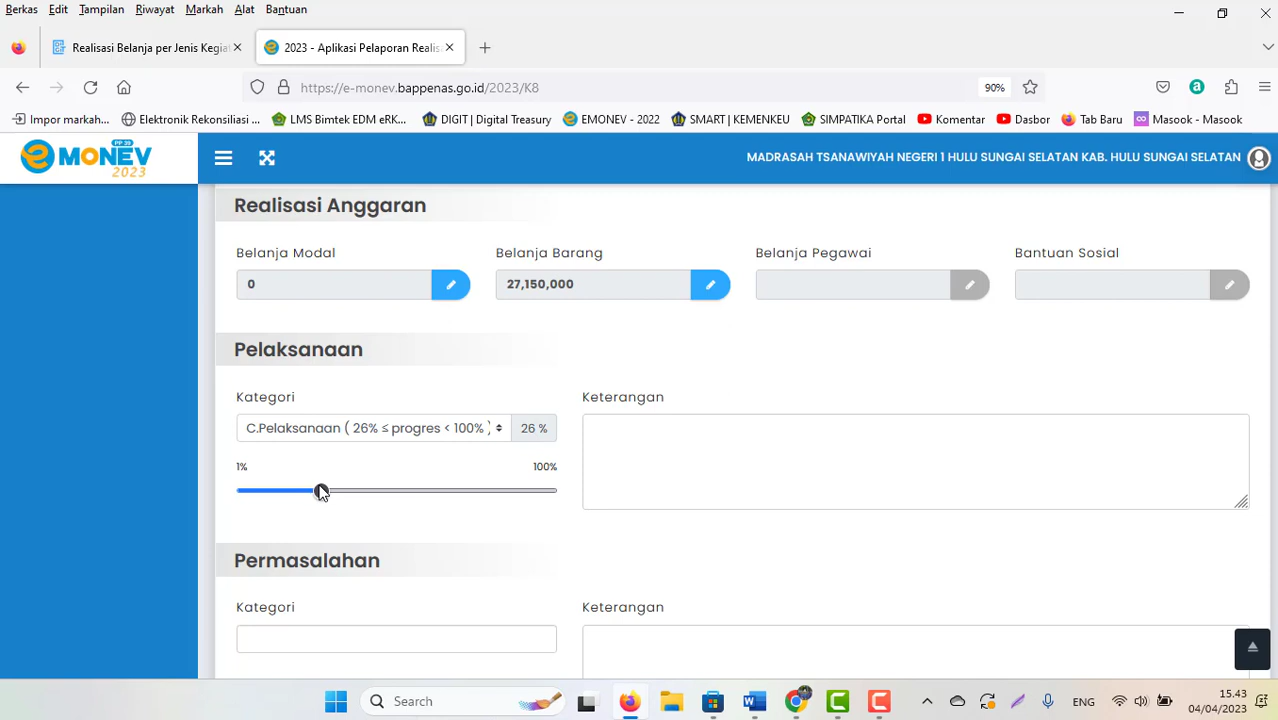 Berkas Edit Tampilan Riwayat Markah Alat Bantuan
Realisasi Belanja per Jenis Kegia
2023 - Aplikasi Pelaporan Realis
https://e-monev.bappenas.go.id/2023/K8
90%
Impor markah...
Elektronik Rekonsiliasi ...
LMS Bimtek EDM eRK...
DIGIT | Digital Treasury
EMONEV - 2022
SMART | KEMENKEU
SIMPATIKA Portal
Komentar
Dasbor
Tab Baru
Masook - Masook
PP 39
eMONEV
2023
MADRASAH TSANAWIYAH NEGERI 1 HULU SUNGAI SELATAN KAB. HULU SUNGAI SELATAN
Realisasi Anggaran
Belanja Modal Belanja Barang Belanja Pegawai Bantuan Sosial
0 27,150,000
Pelaksanaan
Kategori Keterangan
C.Pelaksanaan ( 26% ≤ progres < 100% ) 26 %
1% 100%
Permasalahan
Kategori Keterangan
Search
ENG
15.43
04/04/2023